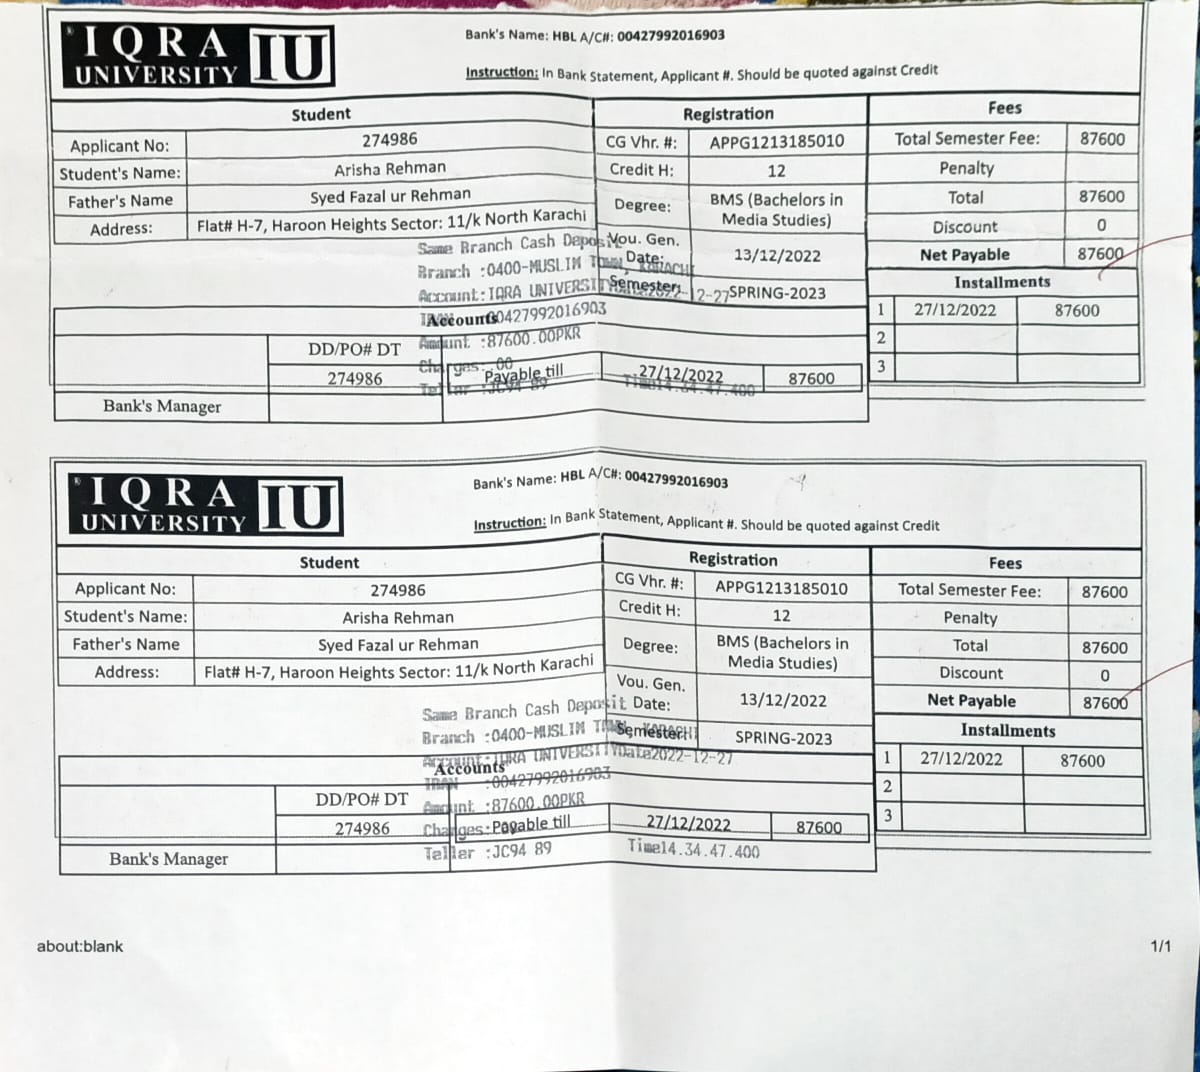 IQRA
UNIVERSITY
IU
Bank's Name: HBL A/C#: 00427992016903
Instruction: In Bank Statement, Applicant #. Should be quoted against Credit
Student
Registration
Fees
Applicant No: 274986
CG Vhr. #: APPG1213185010
Total Semester Fee: 87600
Student's Name: Arisha Rehman
Credit H: 12
Penalty
Father's Name Syed Fazal ur Rehman
Degree: BMS (Bachelors in
Media Studies)
Total 87600
Address: Flat# H-7, Haroon Heights Sector: 11/k North Karachi
Discount 0
Vou. Gen.
Date: 13/12/2022
Net Payable 87600
Semester: SPRING-2023
Installments
1 27/12/2022 87600
2
3
Same Branch Cash Deposit
Branch :0400-MUSLIM TOWN, KARACHI
Account:IQRA UNIVERSITY
00427992016903
Amount :87600.00PKR
Charges: .00
Teller :JC94 89
Time14.34.47.400
Accounts
DD/PO# DT
274986
Payable till 27/12/2022 87600
Bank's Manager
IQRA
UNIVERSITY
IU
Bank's Name: HBL A/C#: 00427992016903
Instruction: In Bank Statement, Applicant #. Should be quoted against Credit
Student
Registration
Fees
Applicant No: 274986
CG Vhr. #: APPG1213185010
Total Semester Fee: 87600
Student's Name: Arisha Rehman
Credit H: 12
Penalty
Father's Name Syed Fazal ur Rehman
Degree: BMS (Bachelors in
Media Studies)
Total 87600
Address: Flat# H-7, Haroon Heights Sector: 11/k North Karachi
Discount 0
Vou. Gen.
Date: 13/12/2022
Net Payable 87600
Semester: SPRING-2023
Installments
1 27/12/2022 87600
2
3
Same Branch Cash Deposit
Branch :0400-MUSLIM TOWN, KARACHI
Account:IQRA UNIVERSITY Date2022-12-27
:00427992016903
Amount :87600.00PKR
Charges:
Teller :JC94 89
Time14.34.47.400
Accounts
DD/PO# DT
274986
Payable till 27/12/2022 87600
Bank's Manager
about:blank
1/1